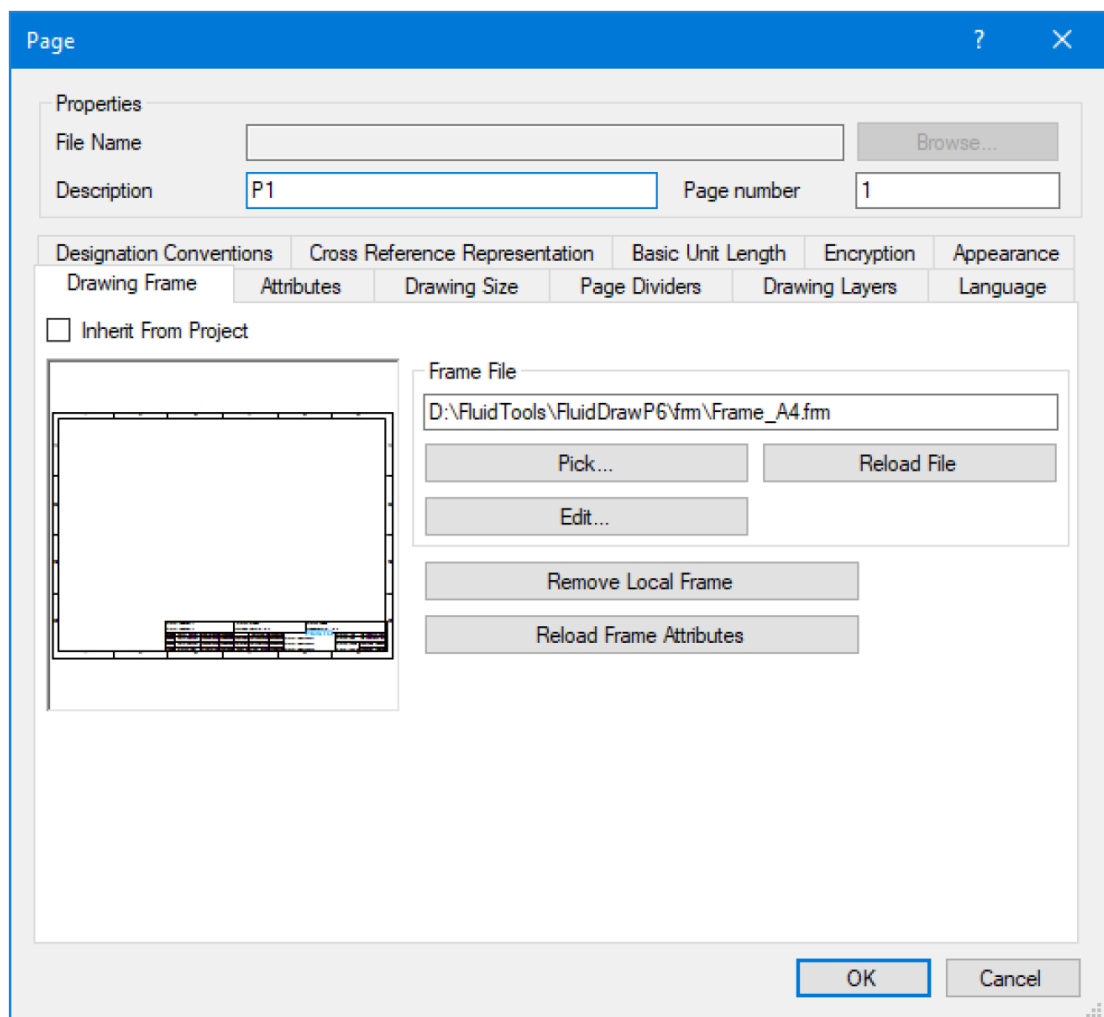 Page ?
Properties
File Name Browse...
Description P1 Page number 1
Designation Conventions Cross Reference Representation Basic Unit Length Encryption Appearance
Drawing Frame Attributes Drawing Size Page Dividers Drawing Layers Language
Inherit From Project
Frame File
D:\FluidTools\FluidDrawP6\frm\Frame_A4.frm
Pick... Reload File
Edit...
Remove Local Frame
Reload Frame Attributes
FESTO
OK Cancel